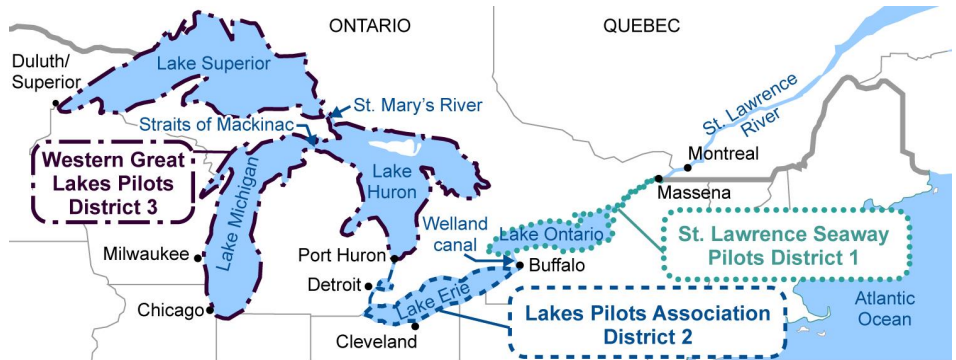 ONTARIO
QUEBEC
Duluth/
Superior
Lake Superior
St. Mary's River
Straits of Mackinac
St. Lawrence
River
Western Great
Lakes Pilots
District 3
Lake Michigan
Lake
Huron
Montreal
Massena
Welland
canal
Lake Ontario
St. Lawrence Seaway
Pilots District 1
Milwaukee
Port Huron
Buffalo
Detroit
Lake Erie
Chicago
Cleveland
Lakes Pilots Association
District 2
Atlantic
Ocean